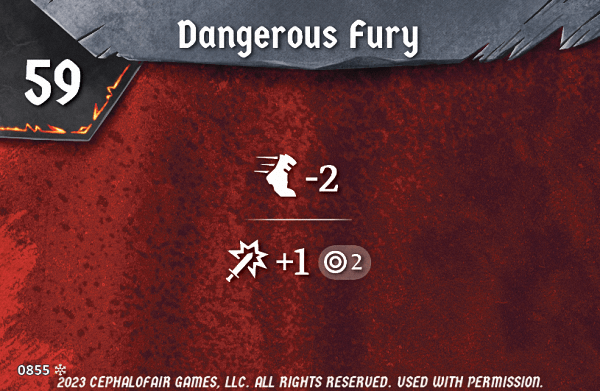 Dangerous Fury
59
-2
+1 2
0855
2023 CEPHALOFAIR GAMES, LLC. ALL RIGHTS RESERVED. USED WITH PERMISSION.